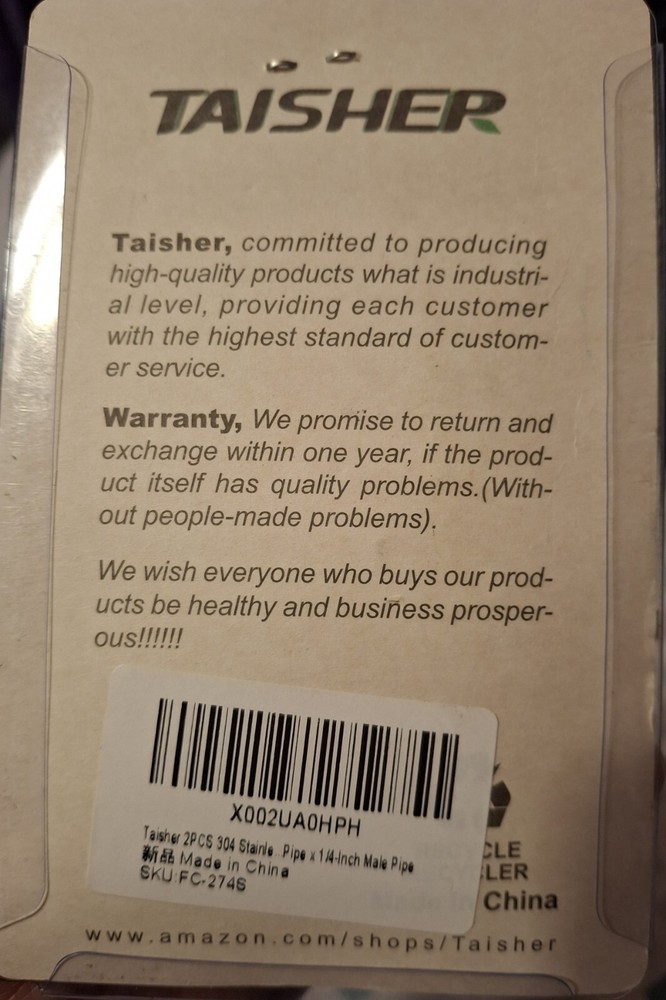 TAISHER
Taisher, committed to producing
high-quality products what is industri-
al level, providing each customer
with the highest standard of custom-
er service.
Warranty, We promise to return and
exchange within one year, if the prod-
uct itself has quality problems.(With-
out people-made problems).
We wish everyone who buys our prod-
ucts be healthy and business prosper-
ous!!!!!!
X002UA0HPH
Taisher 2PCS 304 Stainle...Pipe x 1/4-Inch Male Pipe
新品 Made in China
SKU:FC-274S
CLE
CLER
Made in China
www.amazon.com/shops/Taisher